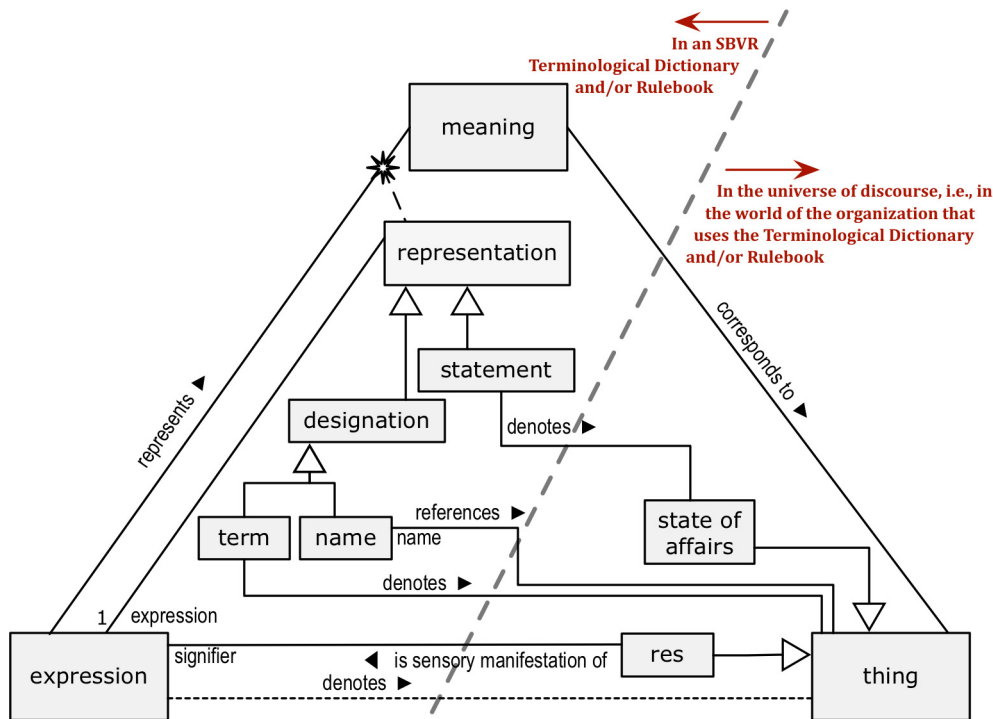 In an SBVR
Terminological Dictionary
and/or Rulebook
meaning
In the universe of discourse, i.e., in
the world of the organization that
uses the Terminological Dictionary
and/or Rulebook
representation
corresponds to
statement
represents
designation
denotes
references
state of
affairs
term
name
name
denotes
1
expression
expression
signifier
is sensory manifestation of
res
thing
denotes